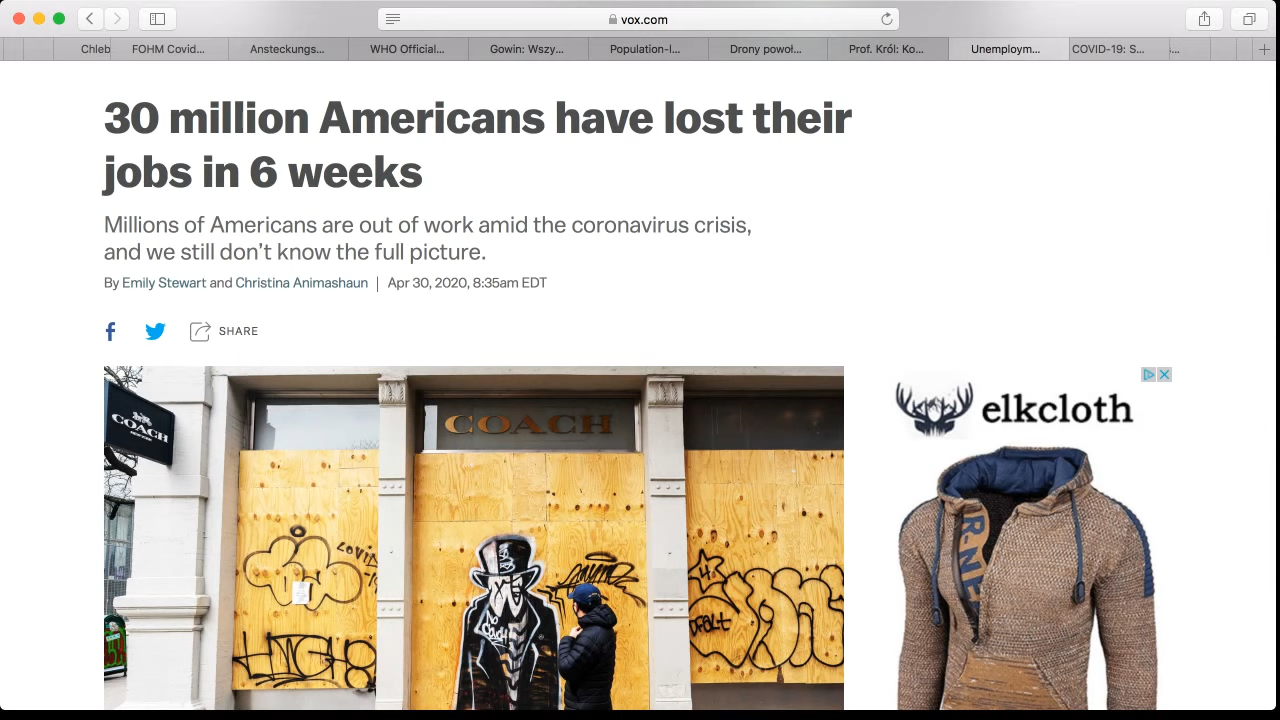 vox.com
Chleb
FOHM Covid...
Ansteckungs...
WHO Official...
Gowin: Wszy...
Population-l...
Drony powoł...
Prof. Król: Ko...
Unemploym...
COVID-19: S...
30 million Americans have lost their
jobs in 6 weeks
Millions of Americans are out of work amid the coronavirus crisis,
and we still don’t know the full picture.
By Emily Stewart and Christina Animashaun | Apr 30, 2020, 8:35am EDT
SHARE
COACH
COACH
elkcloth